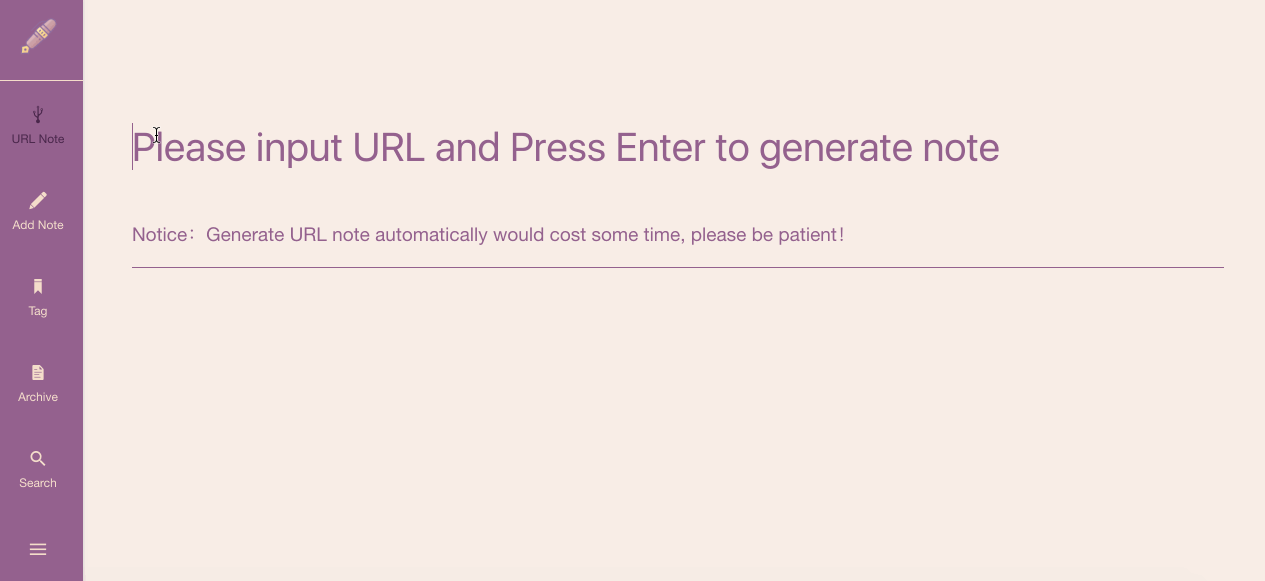 URL Note
Add Note
Tag
Archive
Search
Please input URL and Press Enter to generate note
Notice：Generate URL note automatically would cost some time, please be patient！